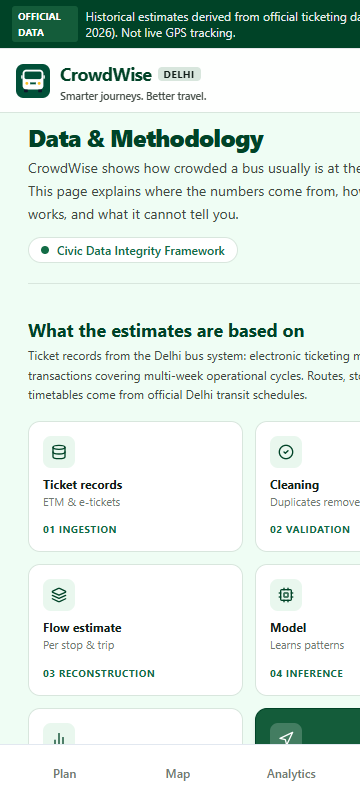 OFFICIAL
DATA
Historical estimates derived from official ticketing da
2026). Not live GPS tracking.
CrowdWise DELHI
Smarter journeys. Better travel.
Data & Methodology
CrowdWise shows how crowded a bus usually is at the
This page explains where the numbers come from, how
works, and what it cannot tell you.
Civic Data Integrity Framework
What the estimates are based on
Ticket records from the Delhi bus system: electronic ticketing m
transactions covering multi-week operational cycles. Routes, sto
timetables come from official Delhi transit schedules.
Ticket records
ETM & e-tickets
01 INGESTION
Cleaning
Duplicates remove
02 VALIDATION
Flow estimate
Per stop & trip
03 RECONSTRUCTION
Model
Learns patterns
04 INFERENCE
Plan
Map
Analytics